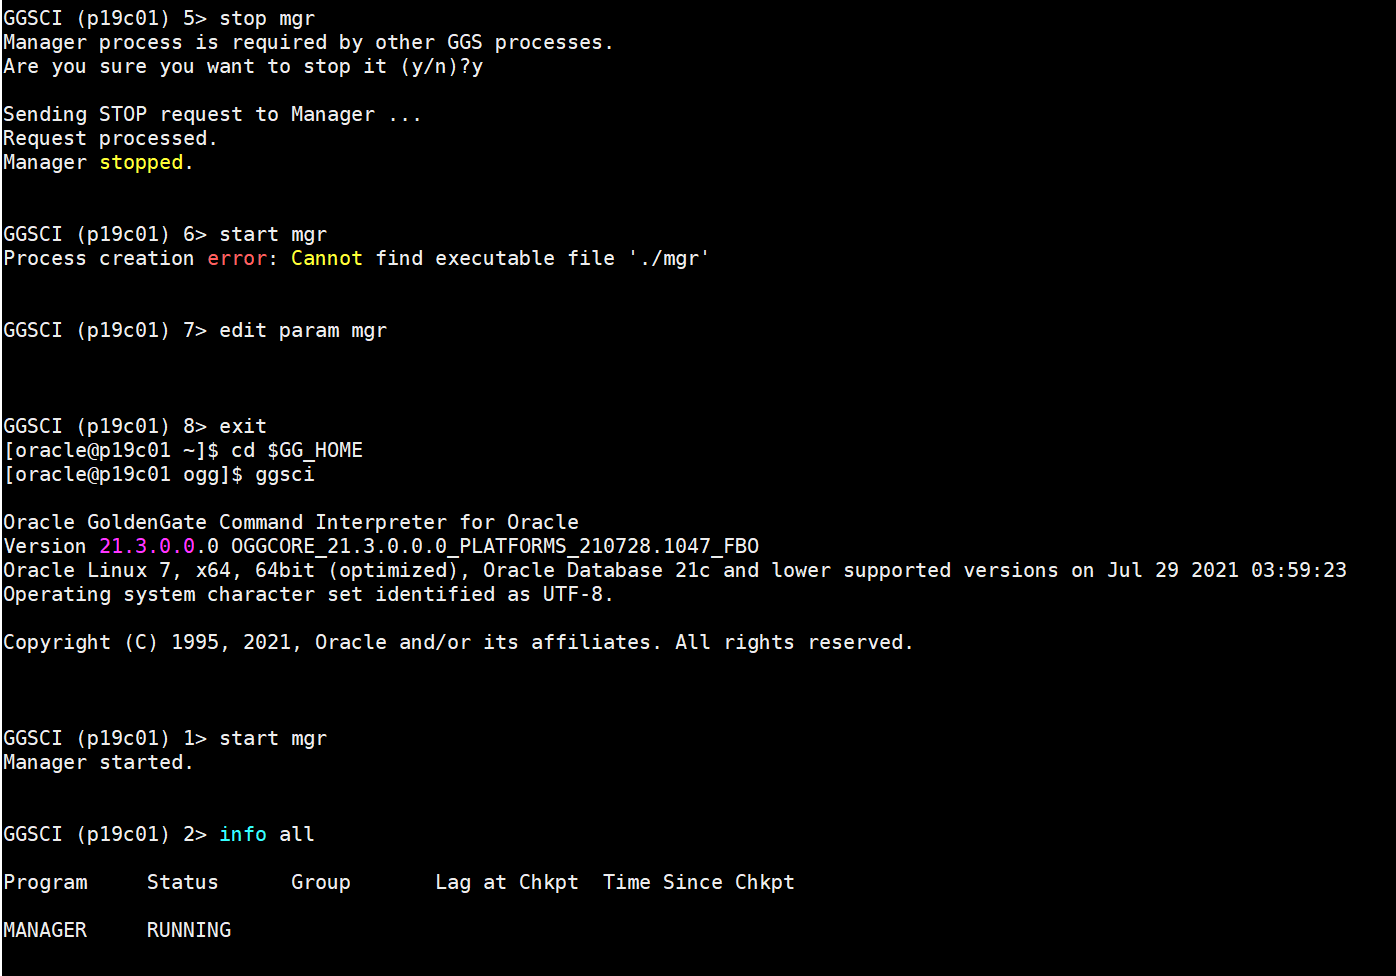 GGSCI (p19c01) 5> stop mgr
Manager process is required by other GGS processes.
Are you sure you want to stop it (y/n)?y
Sending STOP request to Manager ...
Request processed.
Manager stopped.
GGSCI (p19c01) 6> start mgr
Process creation error: Cannot find executable file './mgr'
GGSCI (p19c01) 7> edit param mgr
GGSCI (p19c01) 8> exit
[oracle@p19c01 ~]$ cd $GG_HOME
[oracle@p19c01 ogg]$ ggsci
Oracle GoldenGate Command Interpreter for Oracle
Version 21.3.0.0.0 OGGCORE_21.3.0.0.0_PLATFORMS_210728.1047_FBO
Oracle Linux 7, x64, 64bit (optimized), Oracle Database 21c and lower supported versions on Jul 29 2021 03:59:23
Operating system character set identified as UTF-8.
Copyright (C) 1995, 2021, Oracle and/or its affiliates. All rights reserved.
GGSCI (p19c01) 1> start mgr
Manager started.
GGSCI (p19c01) 2> info all
Program     Status      Group       Lag at Chkpt  Time Since Chkpt
MANAGER     RUNNING